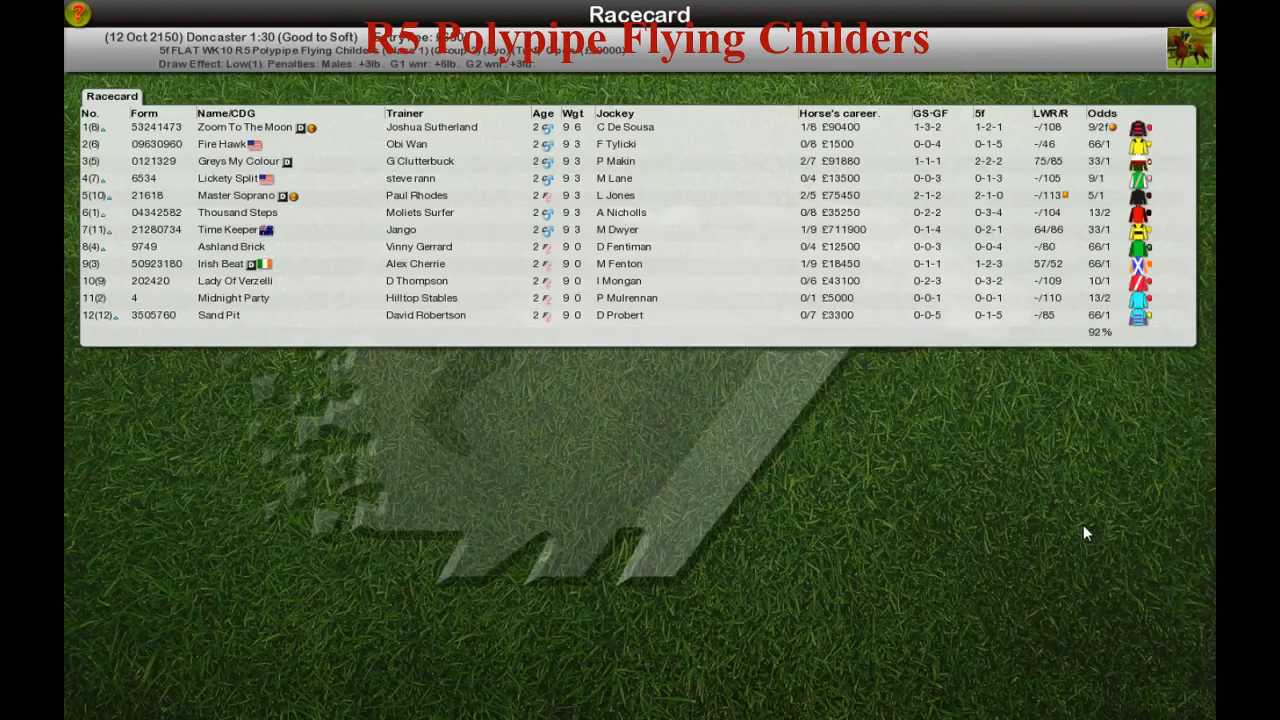 Racecard
R5 Polypipe Flying Childers
(12 Oct 2150) Doncaster 1:30 (Good to Soft)
5f FLAT WK10 R5 Polypipe Flying Childers
Draw Effect: Low(1). Penalties: Males: +3lb. G1 wnr: +6lb. G2 wnr: +3lb.
Racecard
No. Form Name/CDG Trainer Age Wgt Jockey Horse's career. GS-GF 5f LWR/R Odds
1(8) 53241473 Zoom To The Moon D Joshua Sutherland 2 9 6 C De Sousa 1/8 £90400 1-3-2 1-2-1 -/108 9/2f
2(6) 09630960 Fire Hawk Obi Wan 2 9 3 F Tylicki 0/8 £1500 0-0-4 0-1-5 -/46 66/1
3(5) 0121329 Greys My Colour D G Clutterbuck 2 9 3 P Makin 2/7 £91880 1-1-1 2-2-2 75/85 33/1
4(7) 6534 Lickety Split steve rann 2 9 3 M Lane 0/4 £13500 0-0-3 0-1-3 -/105 9/1
5(10) 21618 Master Soprano D Paul Rhodes 2 9 3 L Jones 2/5 £75450 2-1-2 2-1-0 -/113 5/1
6(1) 04342582 Thousand Steps Moliets Surfer 2 9 3 A Nicholls 0/8 £35250 0-2-2 0-3-4 -/104 13/2
7(11) 21280734 Time Keeper Jango 2 9 3 M Dwyer 1/9 £711900 0-1-4 0-2-1 64/86 33/1
8(4) 9749 Ashland Brick Vinny Gerrard 2 9 0 D Fentiman 0/4 £12500 0-0-3 0-0-4 -/80 66/1
9(3) 50923180 Irish Beat D Alex Cherrie 2 9 0 M Fenton 1/9 £18450 0-1-1 1-2-3 57/52 66/1
10(9) 202420 Lady Of Verzelli D Thompson 2 9 0 I Mongan 0/6 £43100 0-2-3 0-3-2 -/109 10/1
11(2) 4 Midnight Party Hilltop Stables 2 9 0 P Mulrennan 0/1 £5000 0-0-1 0-0-1 -/110 13/2
12(12) 3505760 Sand Pit David Robertson 2 9 0 D Probert 0/7 £3300 0-0-5 0-1-5 -/85 66/1
92%